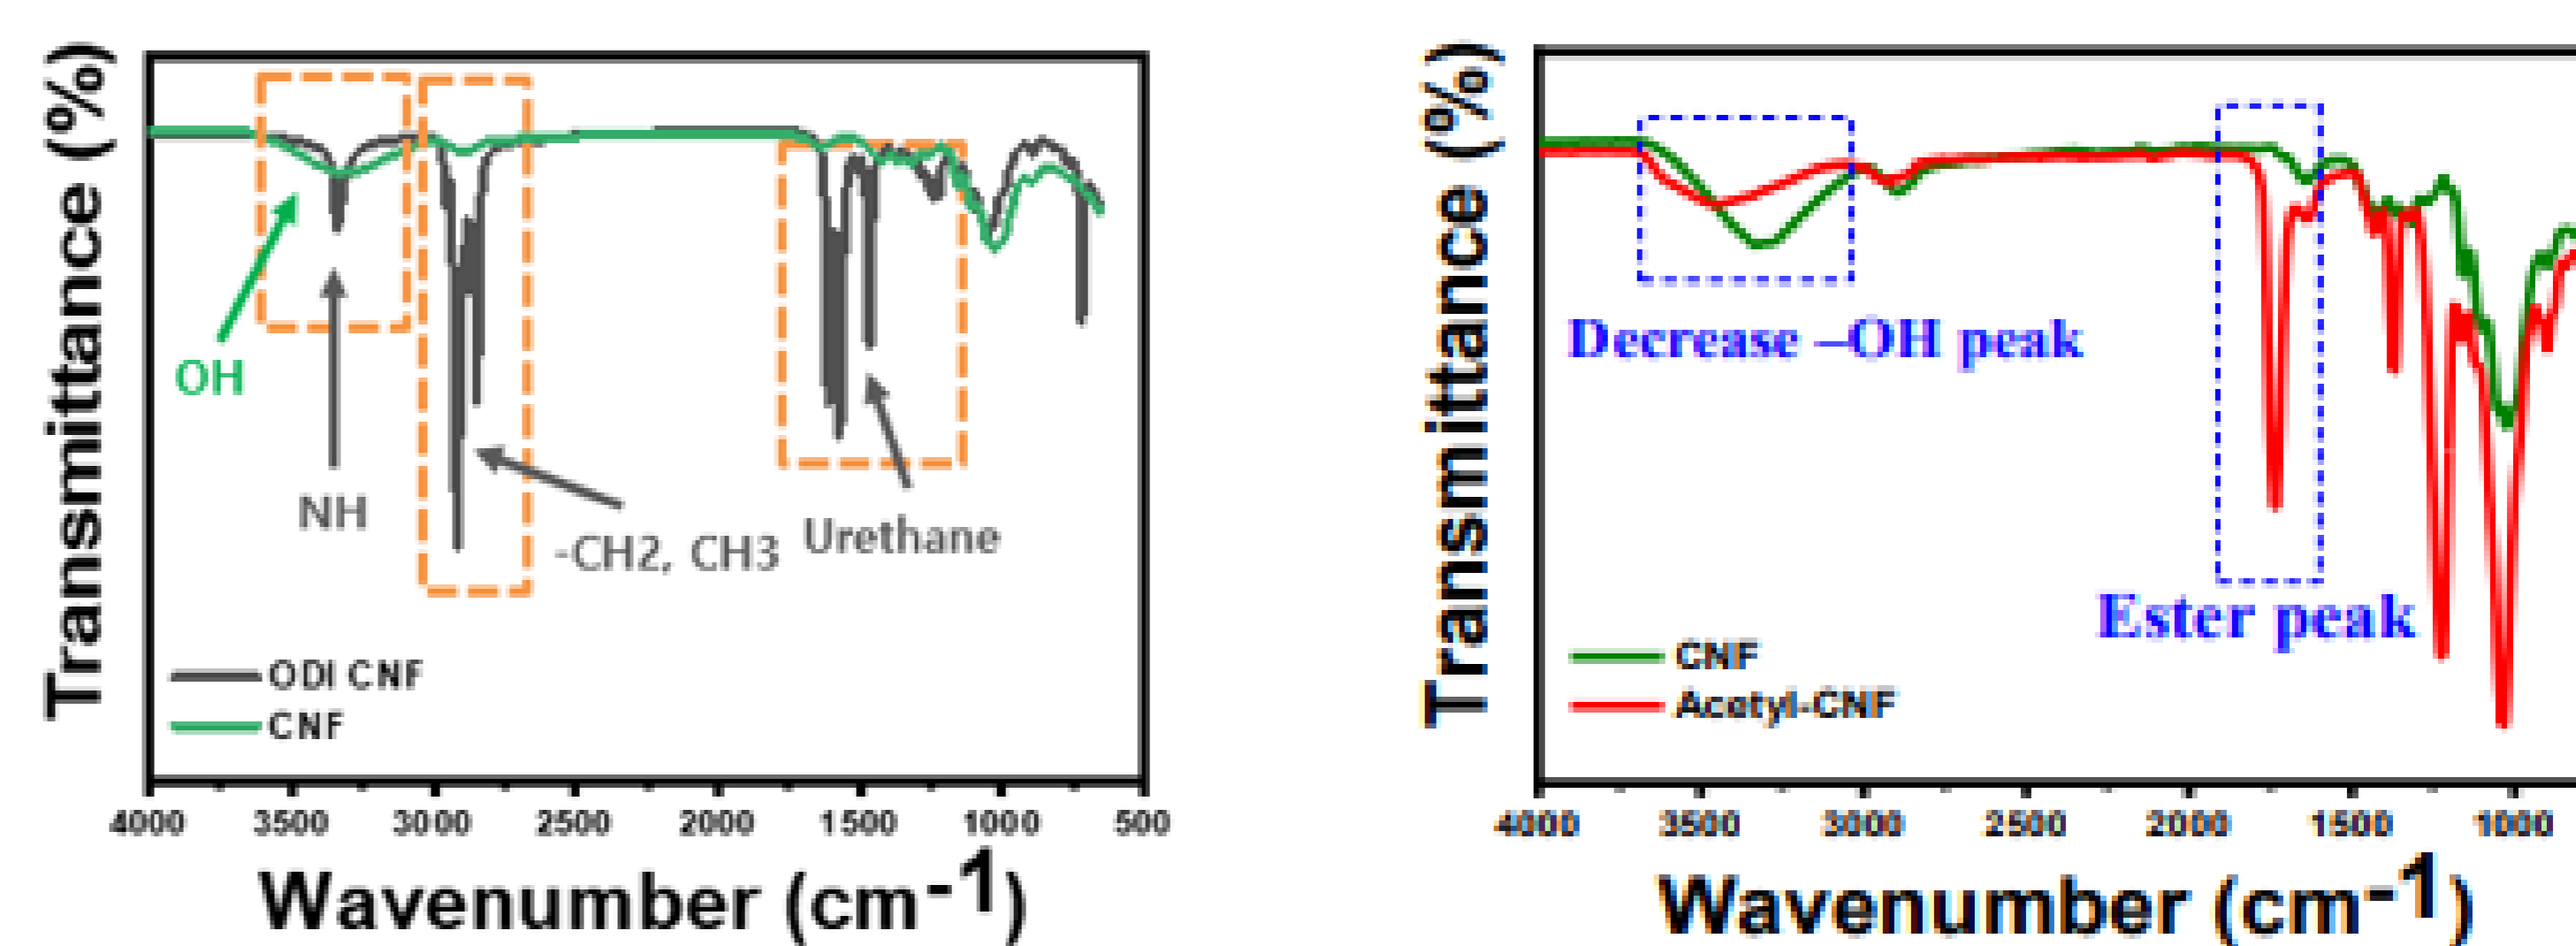 Transmittance (%)
OH
NH
-CH2, CH3
Urethane
ODI CNF
CNF
4000 3500 3000 2500 2000 1500 1000 500
Wavenumber (cm-1)
Transmittance (%)
Decrease –OH peak
Ester peak
CNF
Acetyl-CNF
4000 3500 3000 2500 2000 1500 1000
Wavenumber (cm-1)